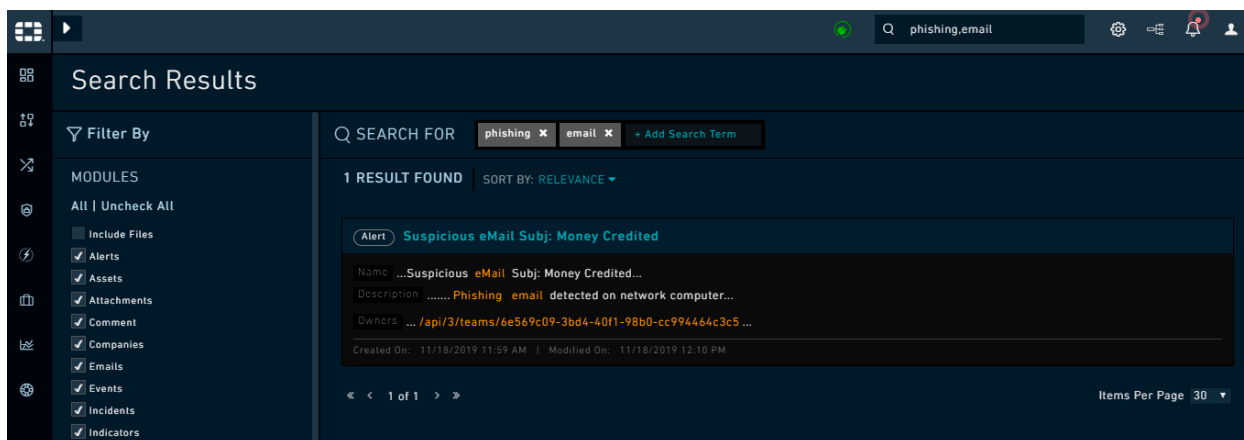 phishing,email
Search Results
Filter By
MODULES
All | Uncheck All
Include Files
Alerts
Assets
Attachments
Comment
Companies
Emails
Events
Incidents
Indicators
SEARCH FOR phishing × email × + Add Search Term
1 RESULT FOUND SORT BY: RELEVANCE
Alert Suspicious eMail Subj: Money Credited
Name ...Suspicious eMail Subj: Money Credited...
Description ....... Phishing email detected on network computer...
Owners ... /api/3/teams/6e569c09-3bd4-40f1-98b0-cc994464c3c5 ...
Created On: 11/18/2019 11:59 AM | Modified On: 11/18/2019 12:10 PM
« < 1 of 1 > »
Items Per Page 30